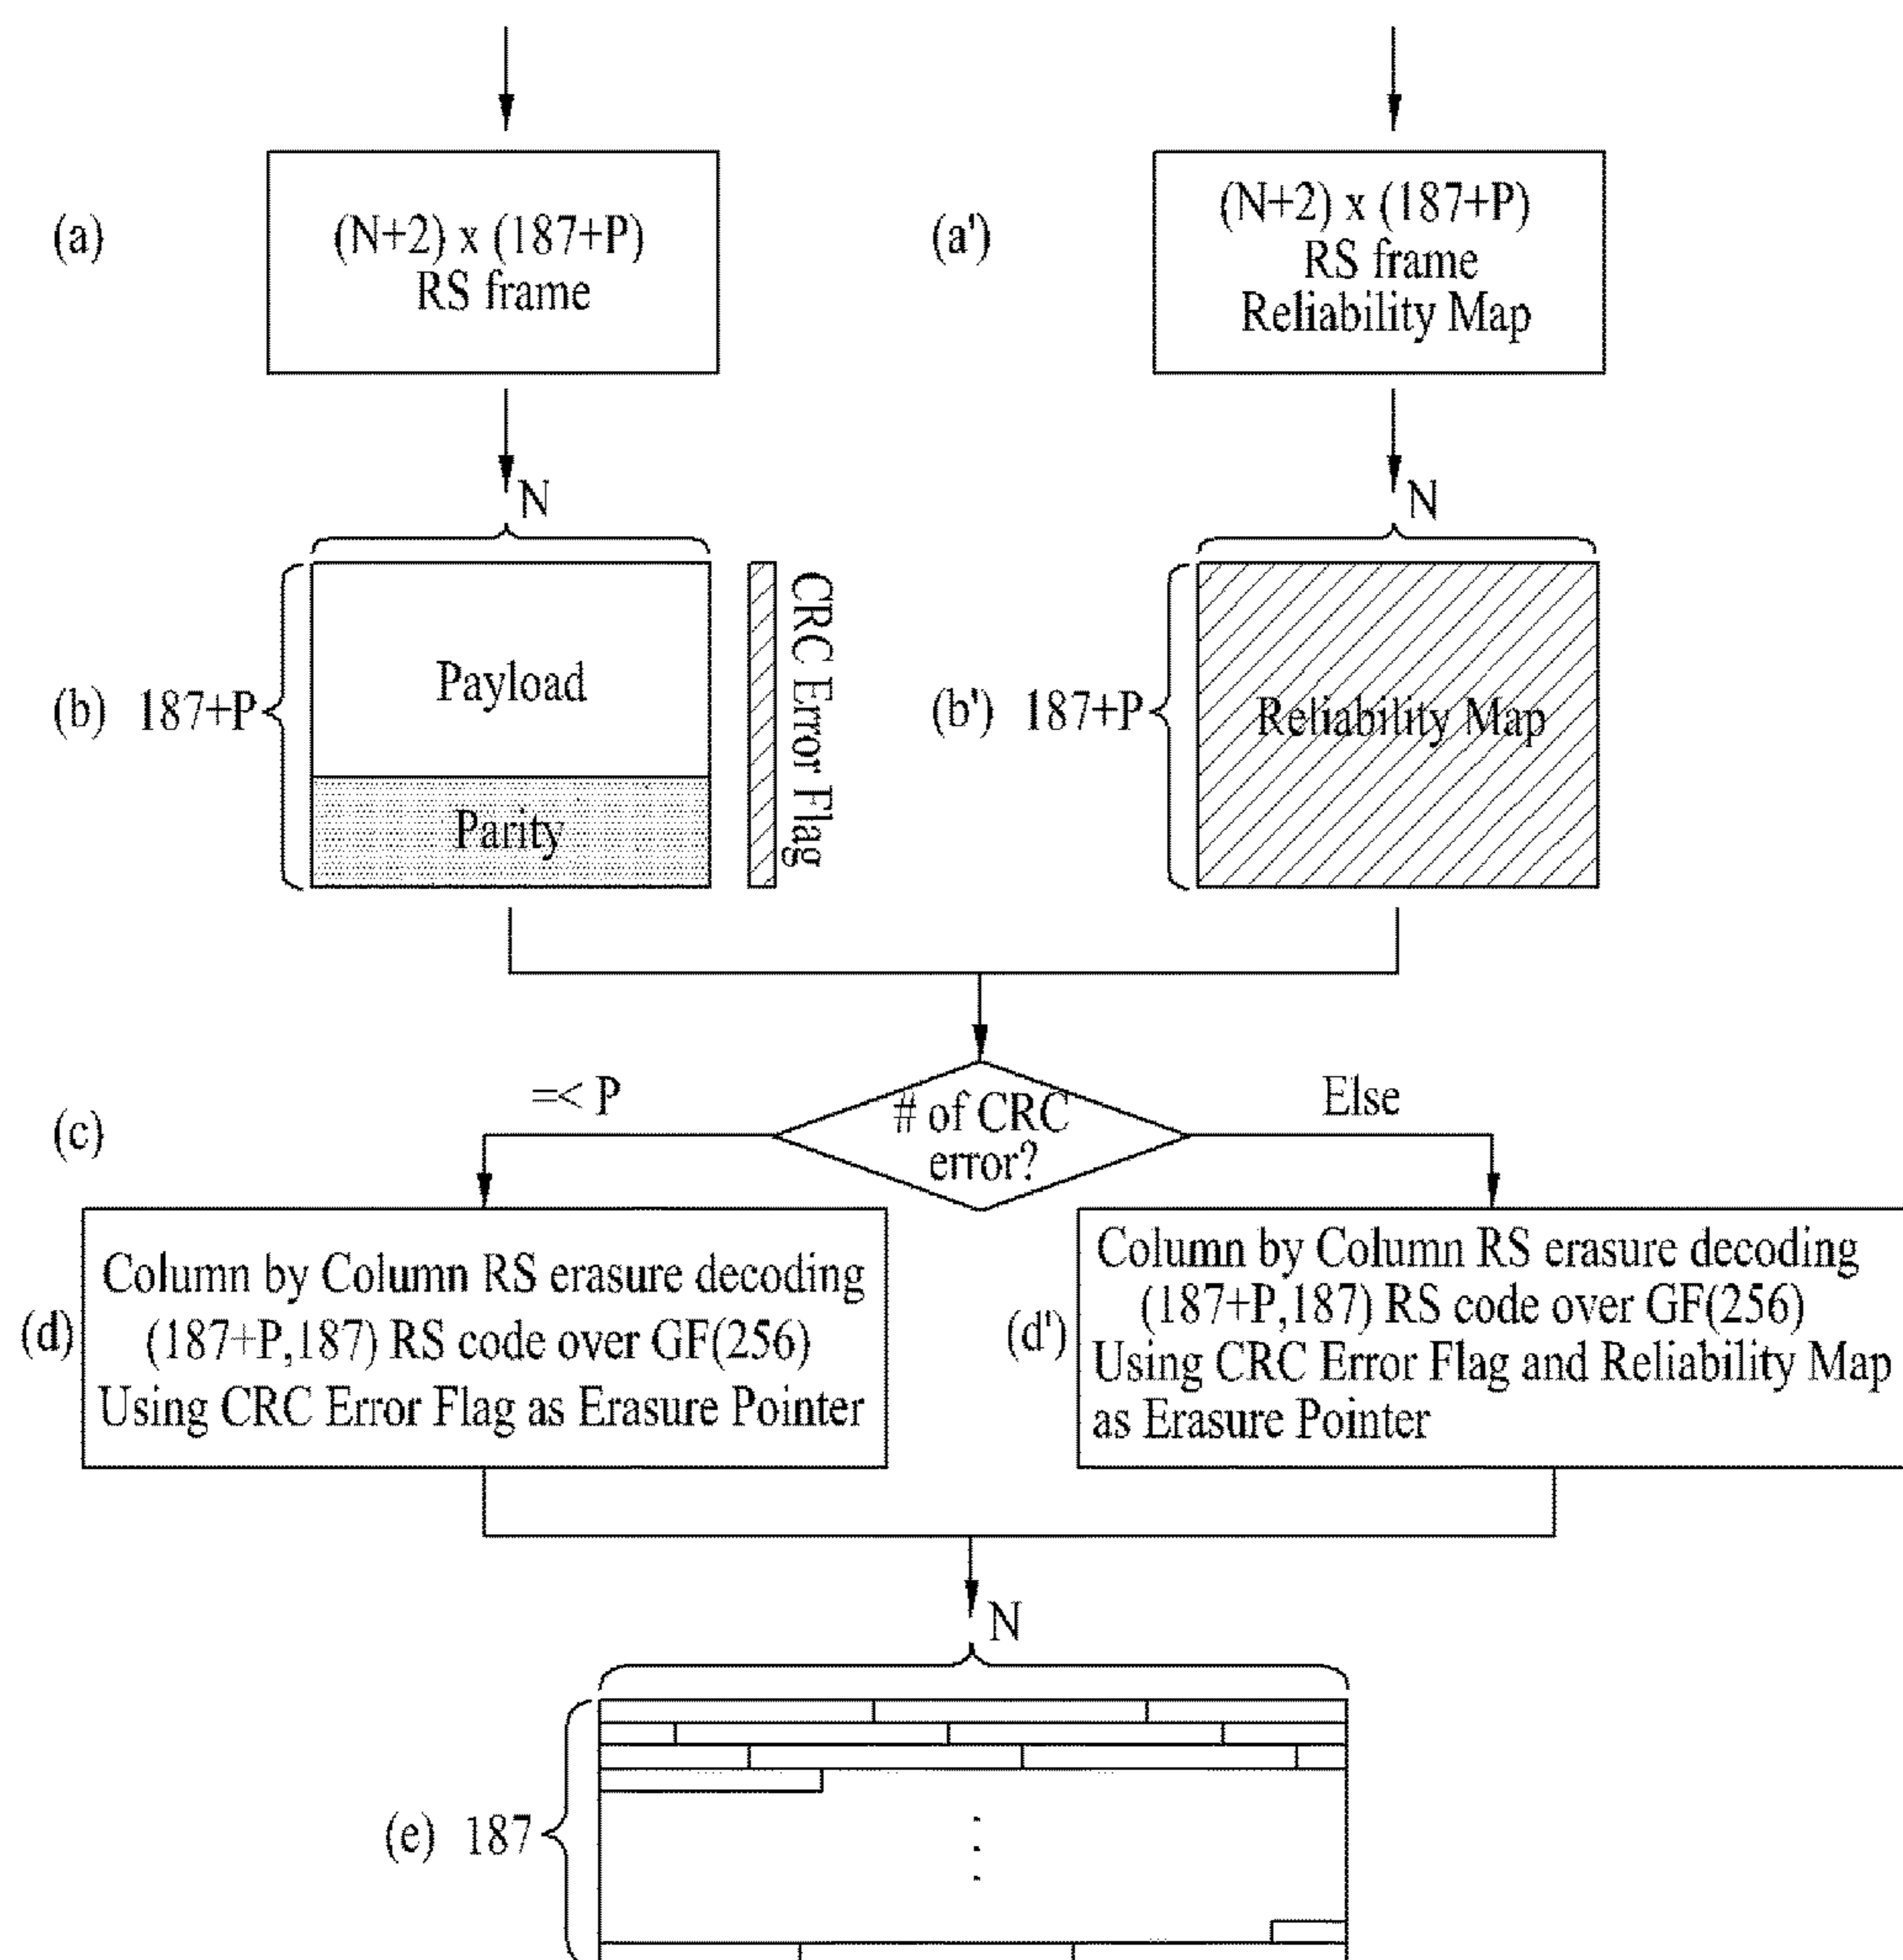 (a)
(N+2) x (187+P)
RS frame
(a')
(N+2) x (187+P)
RS frame
Reliability Map
N
N
(b)
187+P
Payload
Parity
CRC Error Flag
(b')
187+P
Reliability Map
(c)
=< P
# of CRC
error?
Else
(d)
Column by Column RS erasure decoding
(187+P,187) RS code over GF(256)
Using CRC Error Flag as Erasure Pointer
(d')
Column by Column RS erasure decoding
(187+P,187) RS code over GF(256)
Using CRC Error Flag and Reliability Map
as Erasure Pointer
N
(e)
187